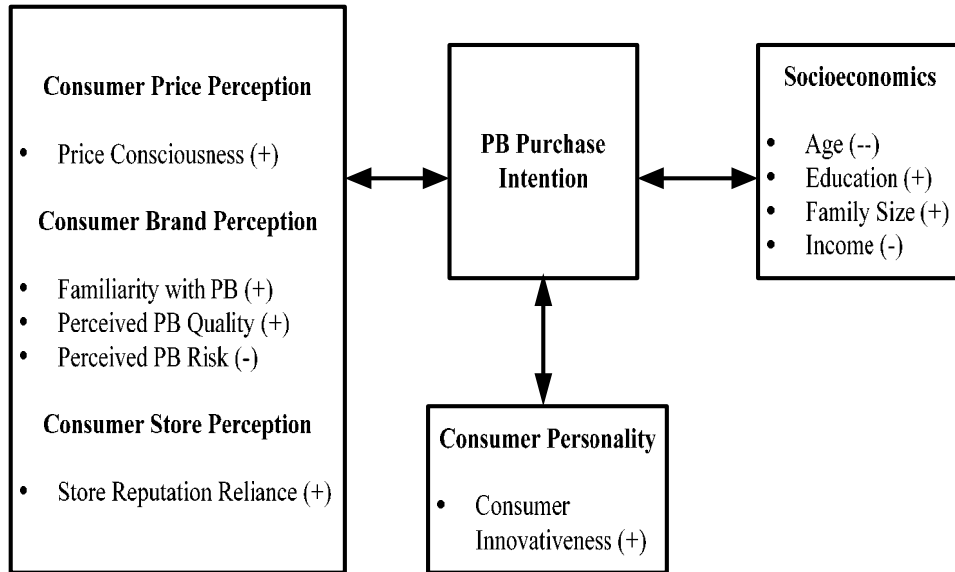 Consumer Price Perception
• Price Consciousness (+)
Consumer Brand Perception
• Familiarity with PB (+)
• Perceived PB Quality (+)
• Perceived PB Risk (-)
Consumer Store Perception
• Store Reputation Reliance (+)
PB Purchase
Intention
Socioeconomics
• Age (--)
• Education (+)
• Family Size (+)
• Income (-)
Consumer Personality
• Consumer
Innovativeness (+)